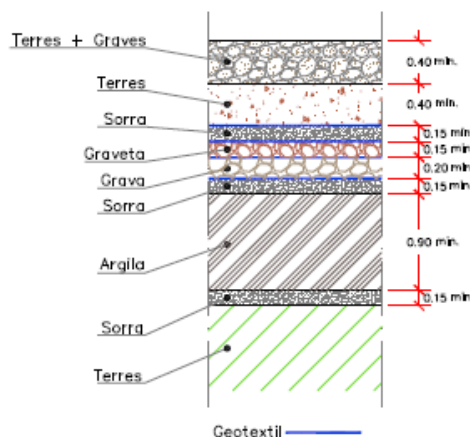 Terres + Graves
0.40 min.
Terres
0.40 min.
Sorra
0.15 min
Graveta
0.15 min
Grava
0.20 min
Sorra
0.15 min
Argila
0.90 min.
Sorra
0.15 min
Terres
Geotextil